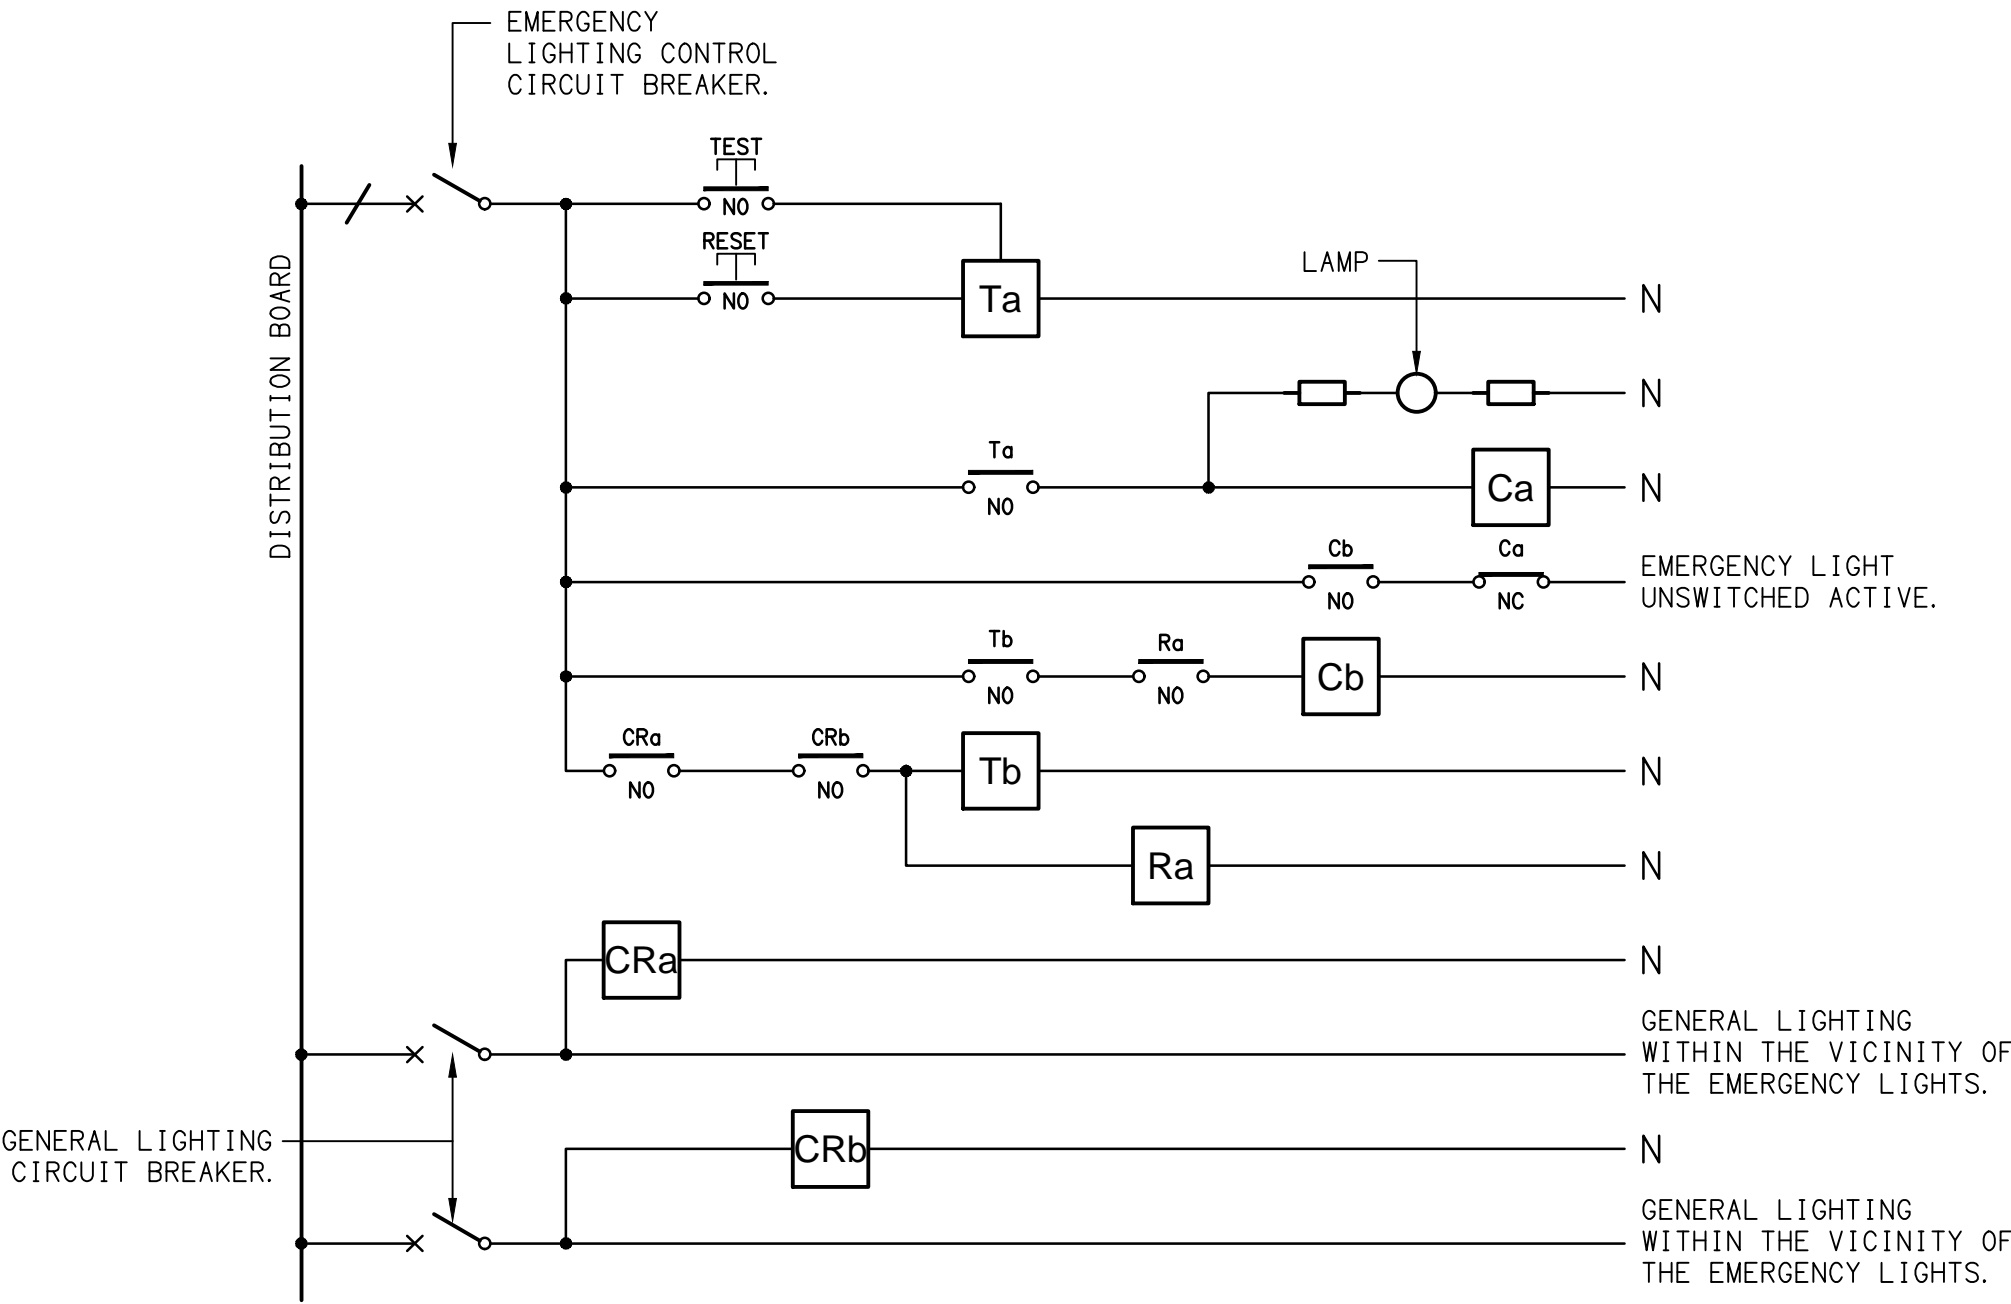 EMERGENCY
LIGHTING CONTROL
CIRCUIT BREAKER.
TEST
NO
RESET
NO
Ta
N
LAMP
N
DISTRIBUTION BOARD
Ta
NO
Ca
N
Cb
NO
Ca
NC
EMERGENCY LIGHT
UNSWITCHED ACTIVE.
Tb
NO
Ra
NO
Cb
N
CRa
NO
CRb
NO
Tb
N
Ra
N
CRa
N
GENERAL LIGHTING
WITHIN THE VICINITY OF
THE EMERGENCY LIGHTS.
GENERAL LIGHTING
CIRCUIT BREAKER.
CRb
N
GENERAL LIGHTING
WITHIN THE VICINITY OF
THE EMERGENCY LIGHTS.